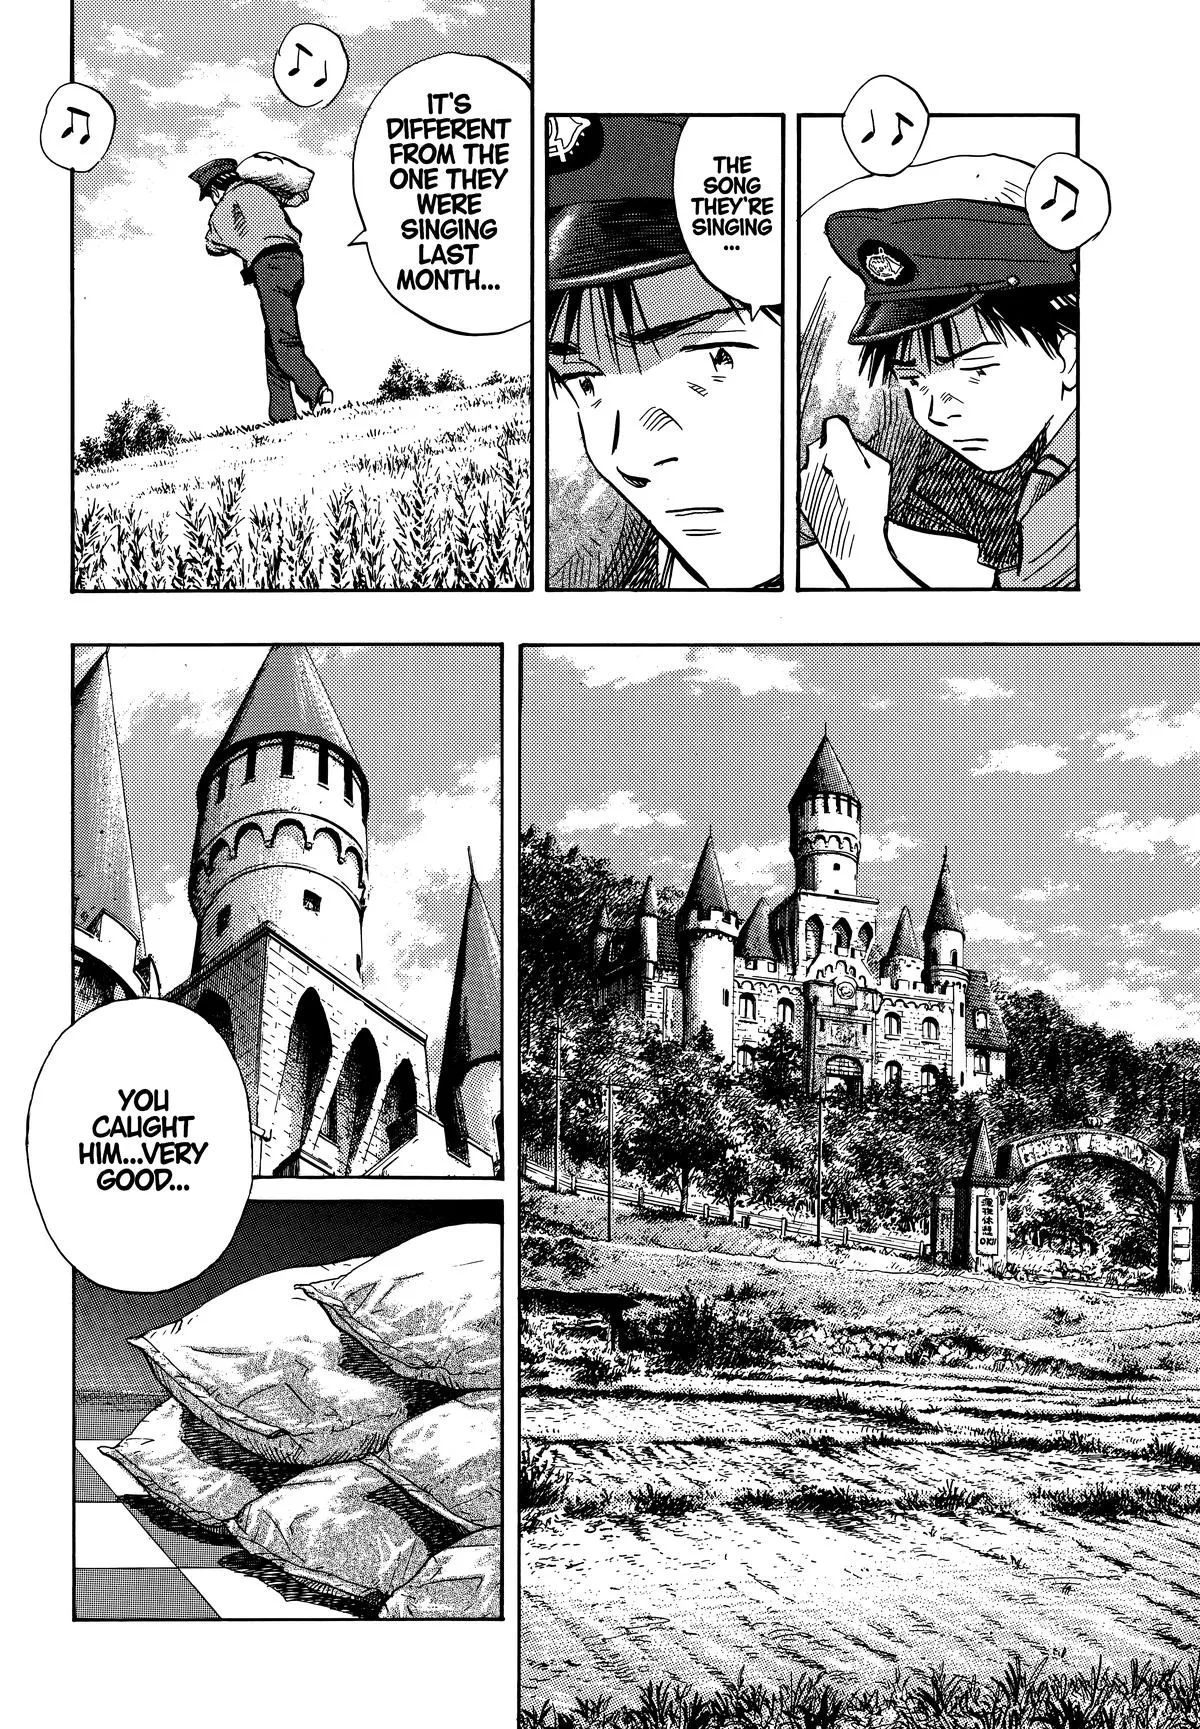 THE
SONG
THEY'RE
SINGING
...
IT'S
DIFFERENT
FROM THE
ONE THEY
WERE
SINGING
LAST
MONTH...
OK!!
YOU
CAUGHT
HIM...VERY
GOOD...